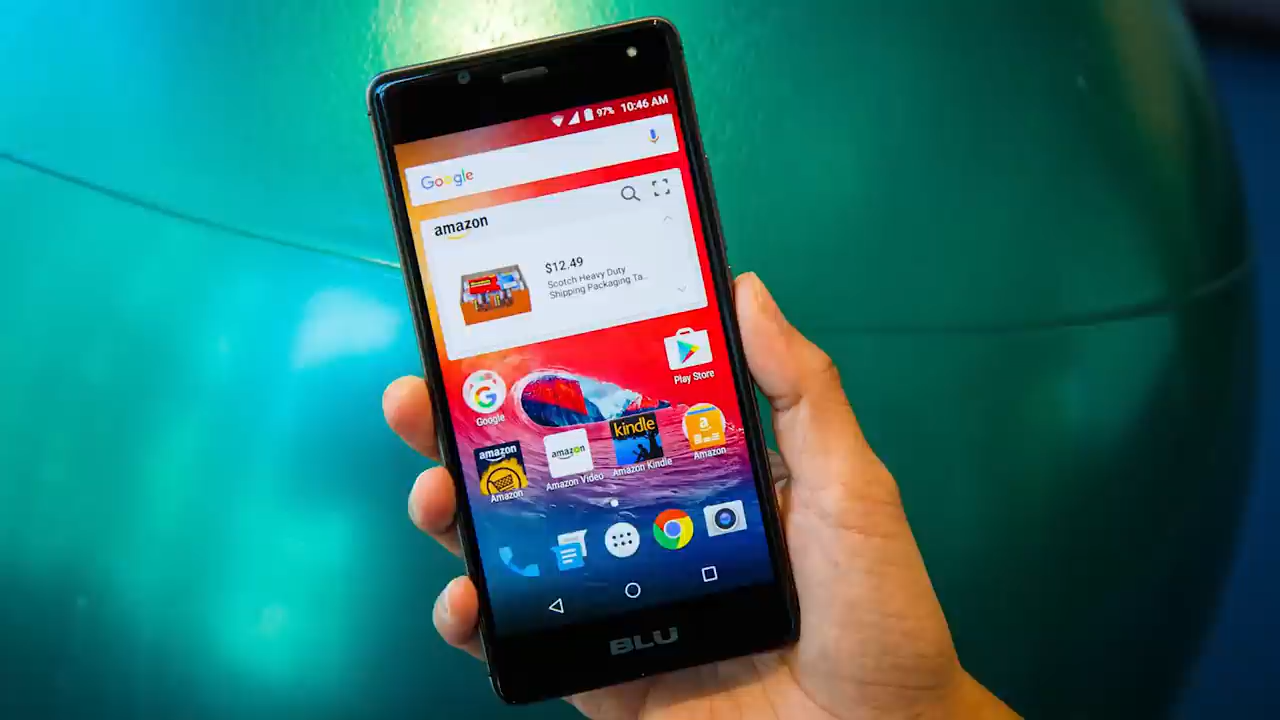 97% 10:46 AM
Google
amazon
$12.49
Scotch Heavy Duty
Shipping Packaging Ta...
Play Store
Google
amazon
Amazon
amazon
Amazon Video
kindle
Amazon Kindle
a
Amazon
BLU